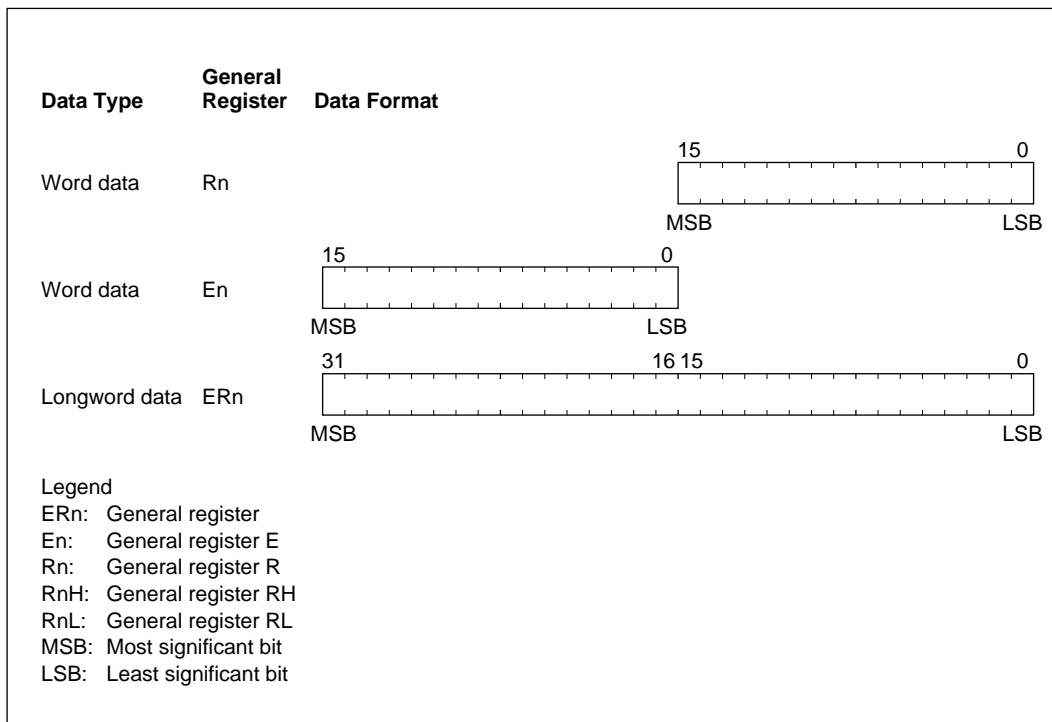 General
Data Type Register Data Format
15 0
Word data Rn
MSB LSB
15 0
Word data En
MSB LSB
31 16 15 0
Longword data ERn
MSB LSB
Legend
ERn: General register
En: General register E
Rn: General register R
RnH: General register RH
RnL: General register RL
MSB: Most significant bit
LSB: Least significant bit